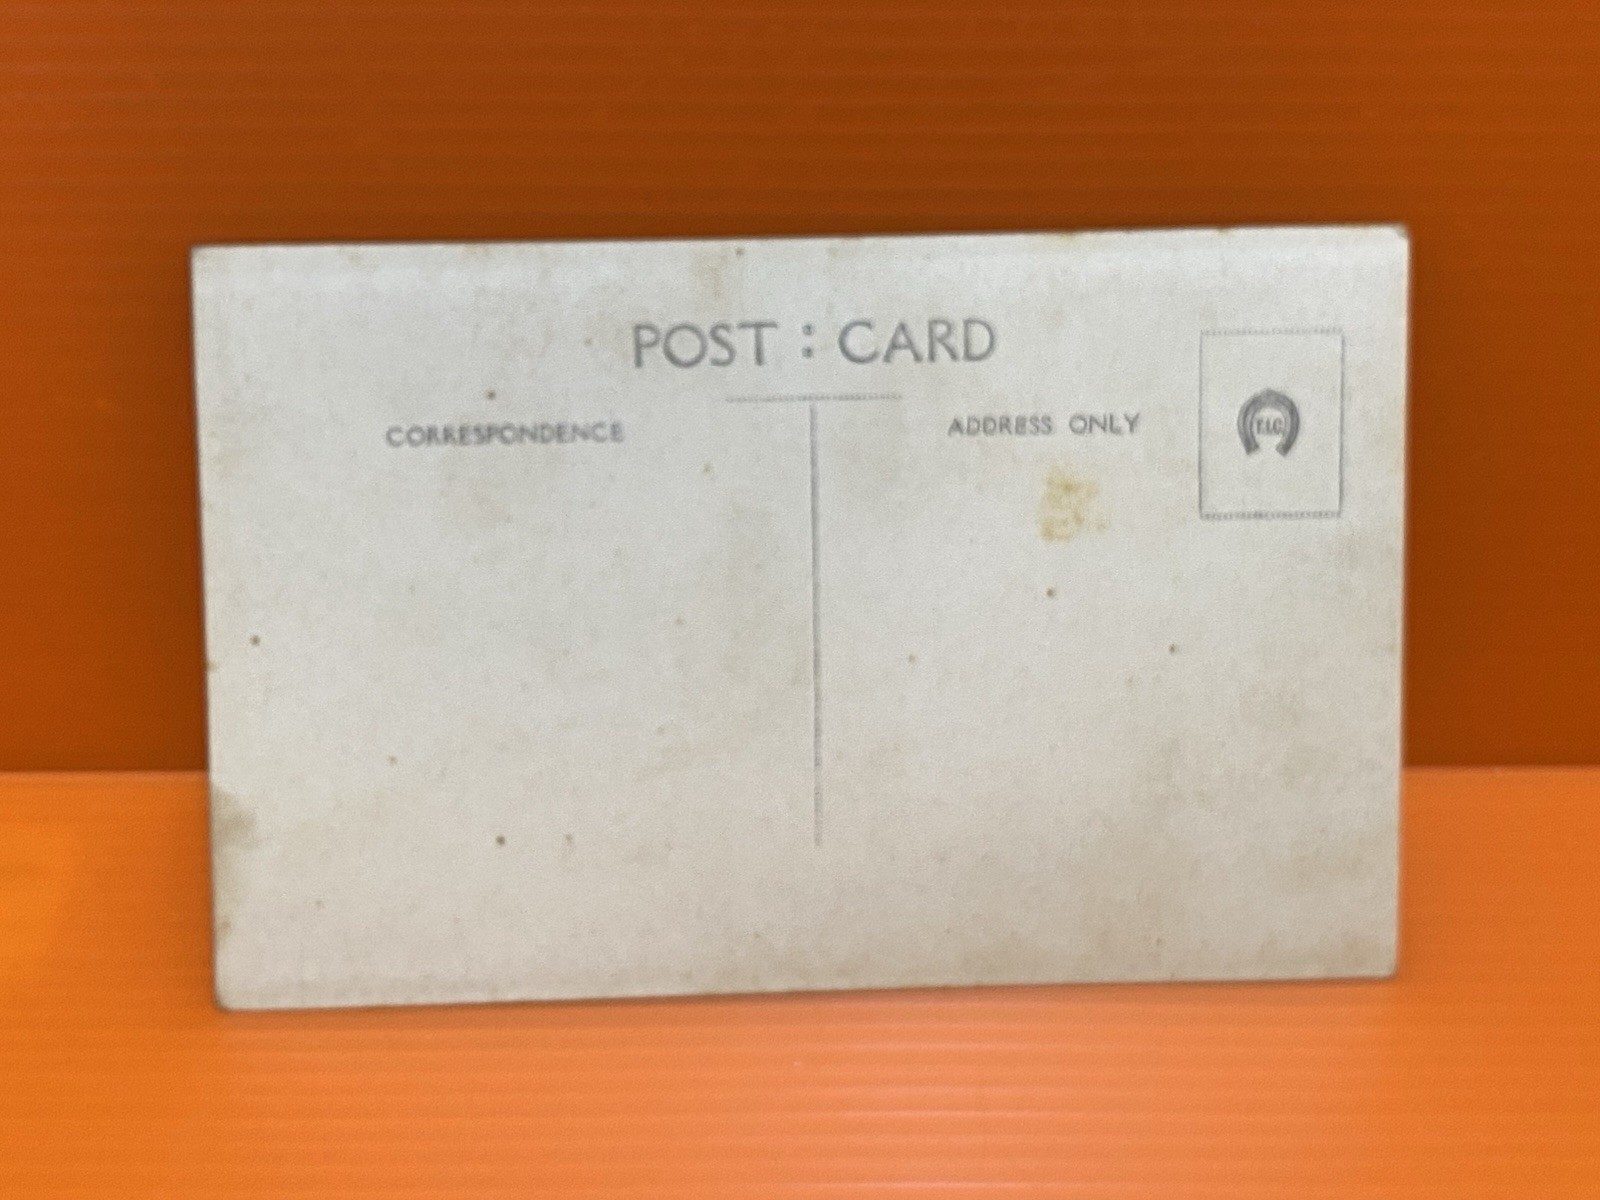 POST : CARD
CORRESPONDENCE
ADDRESS ONLY
T.I.C.